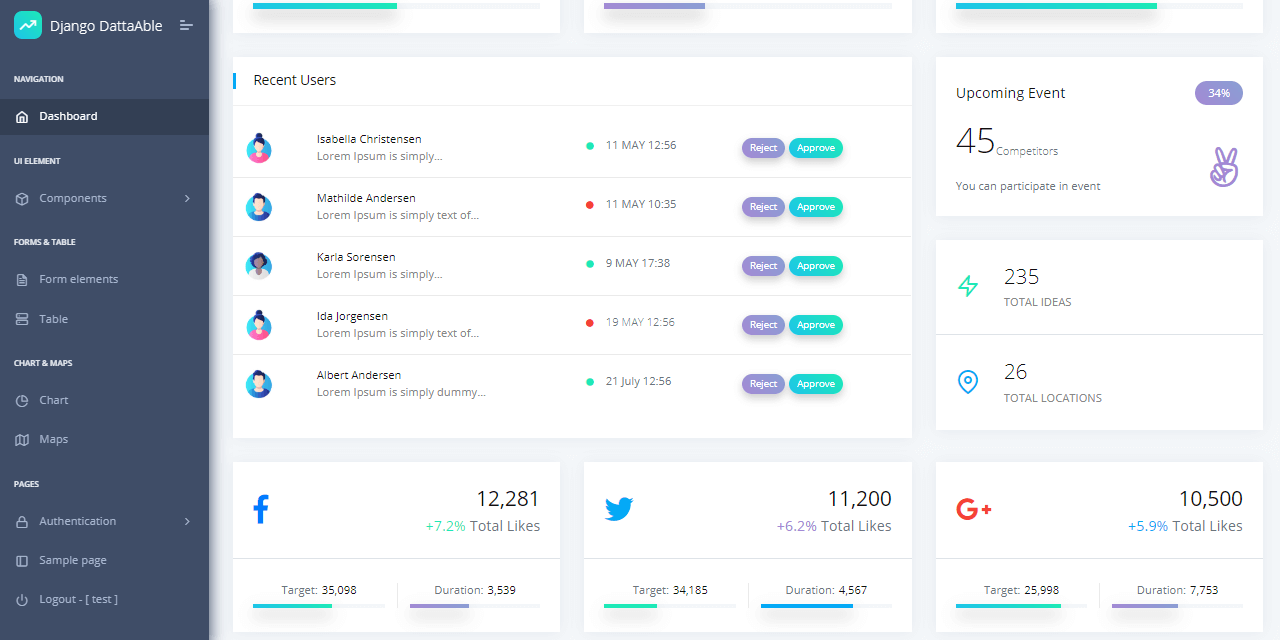 Django DattaAble
NAVIGATION
Dashboard
UI ELEMENT
Components
FORMS & TABLE
Form elements
Table
CHART & MAPS
Chart
Maps
PAGES
Authentication
Sample page
Logout - [ test ]
Recent Users
Isabella Christensen
Lorem Ipsum is simply...
11 MAY 12:56
Reject Approve
Mathilde Andersen
Lorem Ipsum is simply text of...
11 MAY 10:35
Reject Approve
Karla Sorensen
Lorem Ipsum is simply...
9 MAY 17:38
Reject Approve
Ida Jorgensen
Lorem Ipsum is simply text of...
19 MAY 12:56
Reject Approve
Albert Andersen
Lorem Ipsum is simply dummy...
21 July 12:56
Reject Approve
Upcoming Event 34%
45 Competitors
You can participate in event
235
TOTAL IDEAS
26
TOTAL LOCATIONS
12,281
+7.2% Total Likes
Target: 35,098 Duration: 3,539
11,200
+6.2% Total Likes
Target: 34,185 Duration: 4,567
10,500
+5.9% Total Likes
Target: 25,998 Duration: 7,753